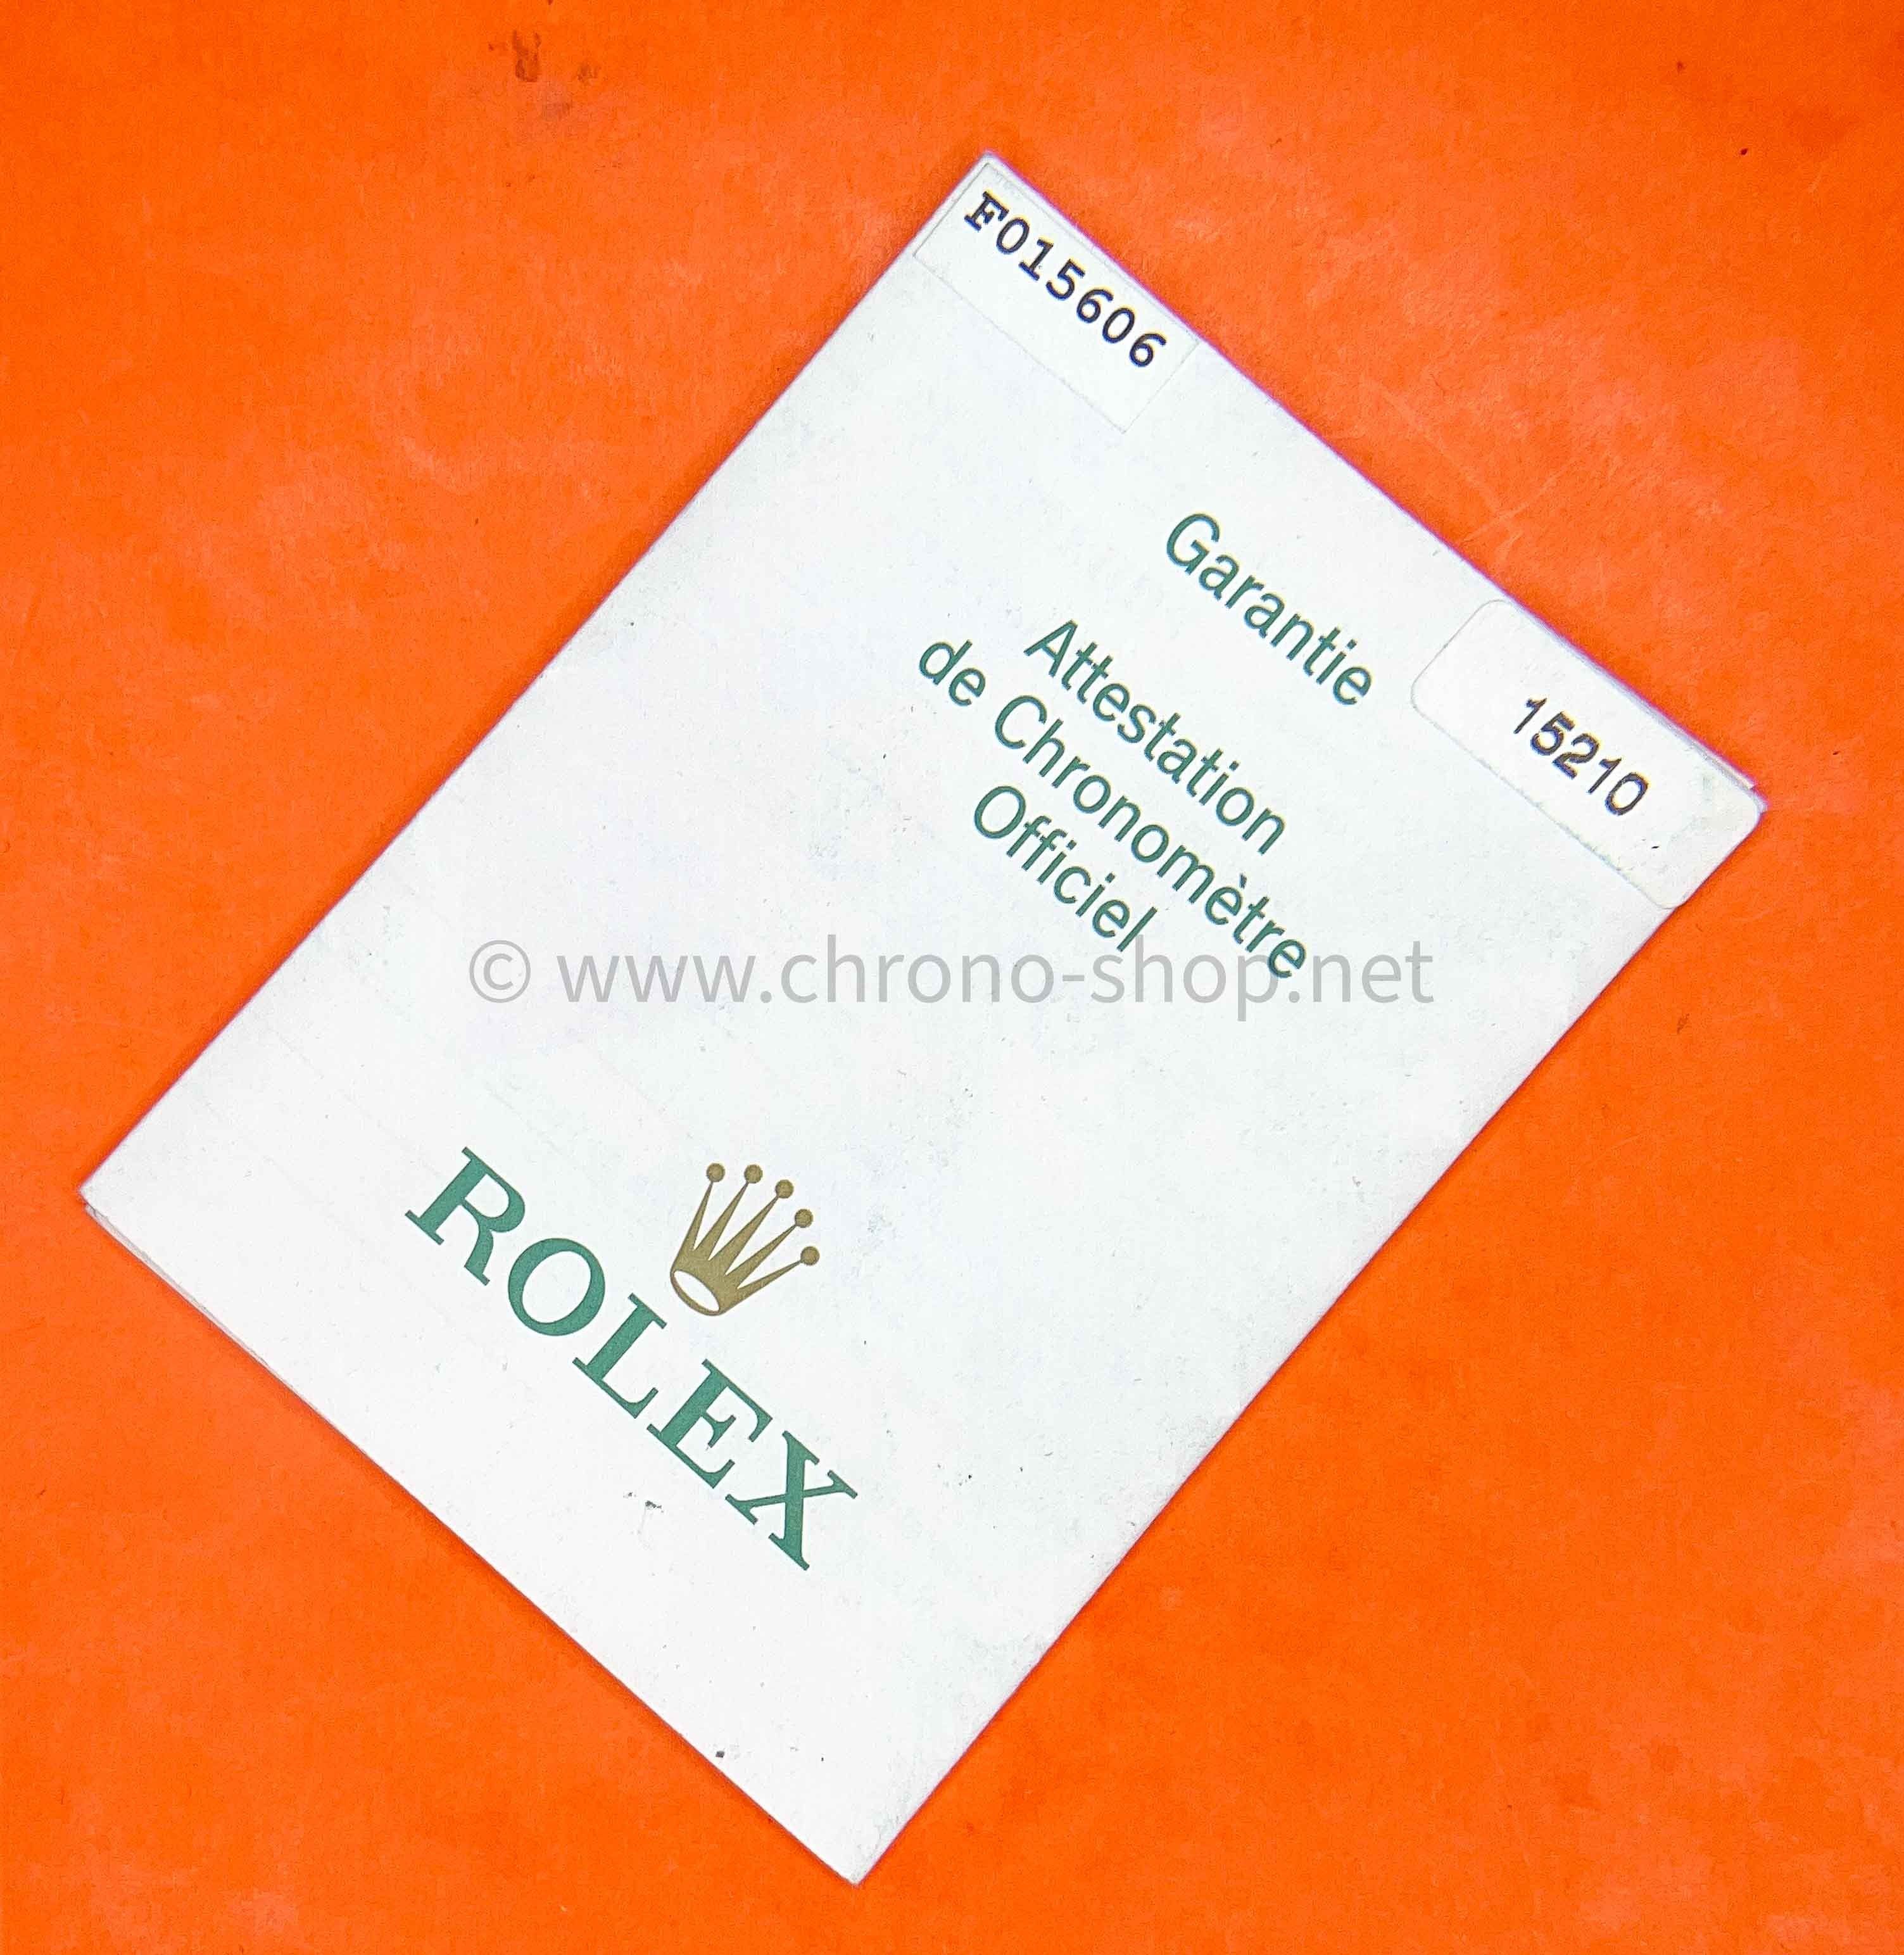 F015606
15210
Garantie
Attestation
de Chronomètre
Officiel
© www.chrono-shop.net
ROLEX